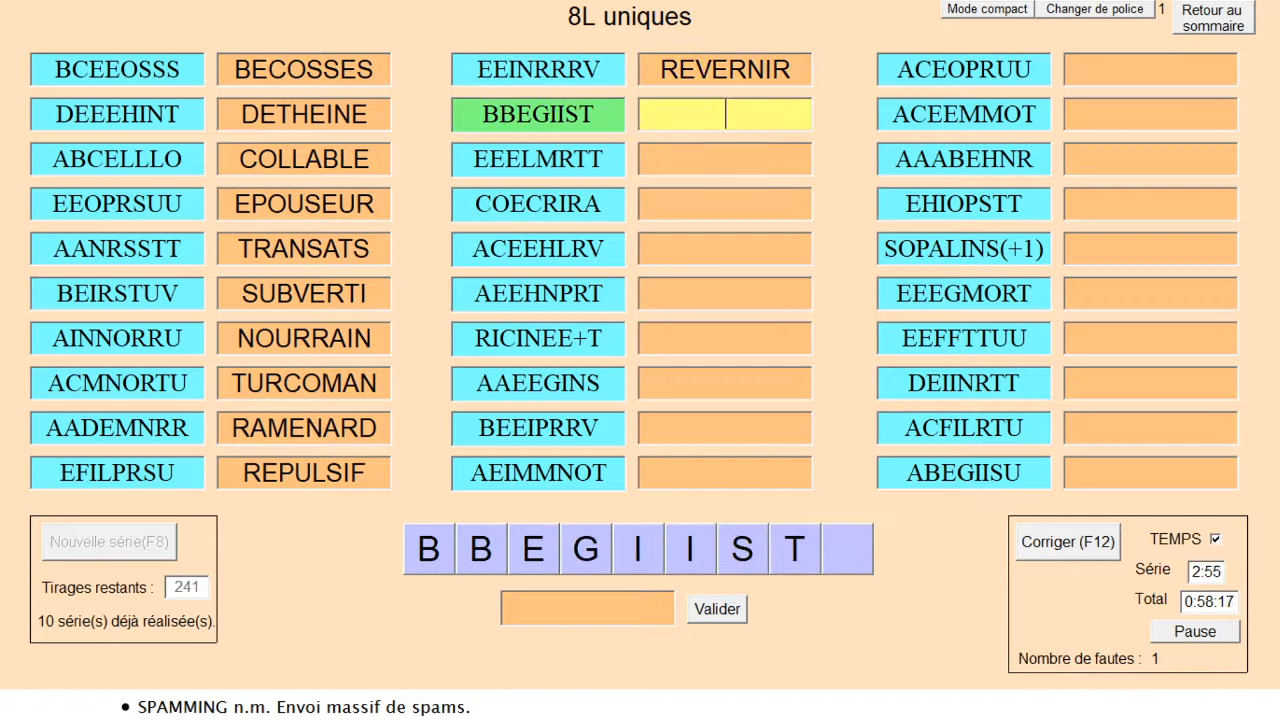 8L uniques
Mode compact Changer de police 1 Retour au sommaire
BCEEOSSS BECOSSES EEINRRRV REVERNIR ACEOPRUU
DEEEHINT DETHEINE BBEGIIST ACEEMMOT
ABCELLLO COLLABLE EEELMRTT AAABEHNR
EEOPRSUU EPOUSEUR COECRIRA EHIOPSTT
AANRSSTT TRANSATS ACEEHLRV SOPALINS(+1)
BEIRSTUV SUBVERTI AEEHNPRT EEEGMORT
AINNORRU NOURRAIN RICINEE+T EEFFTTUU
ACMNORTU TURCOMAN AAEEGINS DEIINRTT
AADEMNRR RAMENARD BEEIPRRV ACFILRTU
EFILPRSU REPULSIF AEIMMNOT ABEGIISU
Nouvelle série(F8)
Tirages restants : 241
10 série(s) déjà réalisée(s).
B B E G I I S T
Valider
Corriger (F12) TEMPS
Série 2:55
Total 0:58:17
Pause
Nombre de fautes : 1
• SPAMMING n.m. Envoi massif de spams.